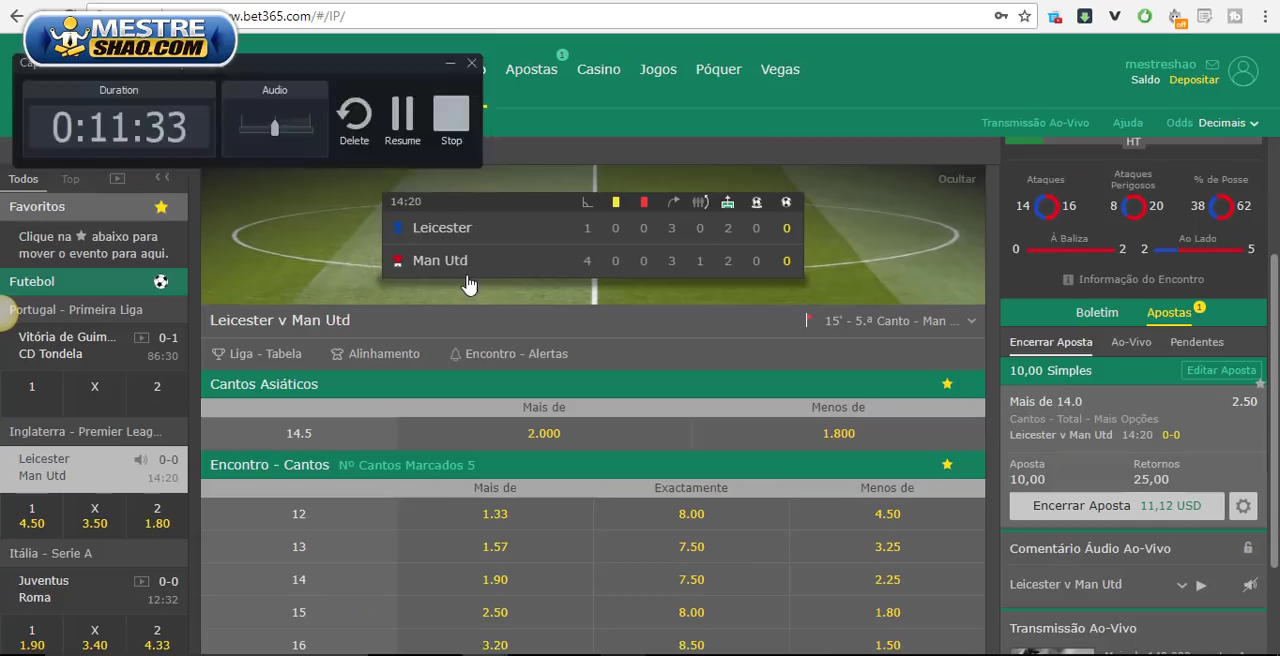 w.bet365.com/#/IP/
off
MESTRE
SHAO.COM
Duration
0:11:33
Audio
Delete
Resume
Stop
Apostas
1
Casino
Jogos
Póquer
Vegas
mestreshao
Saldo Depositar
Transmissão Ao-Vivo
Ajuda
Odds Decimais
Todos
Top
Favoritos
Clique na ★ abaixo para
mover o evento para aqui.
Futebol
Portugal - Primeira Liga
Vitória de Guim... 0-1
CD Tondela 86:30
1 X 2
Inglaterra - Premier Leag...
Leicester 0-0
Man Utd 14:20
1 X 2
4.50 3.50 1.80
Itália - Serie A
Juventus 0-0
Roma 12:32
1 X 2
1.90 3.40 4.33
Ocultar
14:20
Leicester 1 0 0 3 0 2 0 0
Man Utd 4 0 0 3 1 2 0 0
Leicester v Man Utd
15' - 5.ª Canto - Man ...
Liga - Tabela
Alinhamento
Encontro - Alertas
Cantos Asiáticos
Mais de Menos de
14.5 2.000 1.800
Encontro - Cantos Nº Cantos Marcados 5
Mais de Exactamente Menos de
12 1.33 8.00 4.50
13 1.57 7.50 3.25
14 1.90 7.50 2.25
15 2.50 8.00 1.80
16 3.20 8.50 1.50
HT
Ataques
14 16
Ataques
Perigosos
8 20
% de Posse
38 62
À Baliza
0 2
Ao Lado
2 5
Informação do Encontro
Boletim
Apostas 1
Encerrar Aposta
Ao-Vivo
Pendentes
10,00 Simples
Editar Aposta
Mais de 14.0 2.50
Cantos - Total - Mais Opções
Leicester v Man Utd 14:20 0-0
Aposta Retornos
10,00 25,00
Encerrar Aposta 11,12 USD
Comentário Áudio Ao-Vivo
Leicester v Man Utd
Transmissão Ao-Vivo